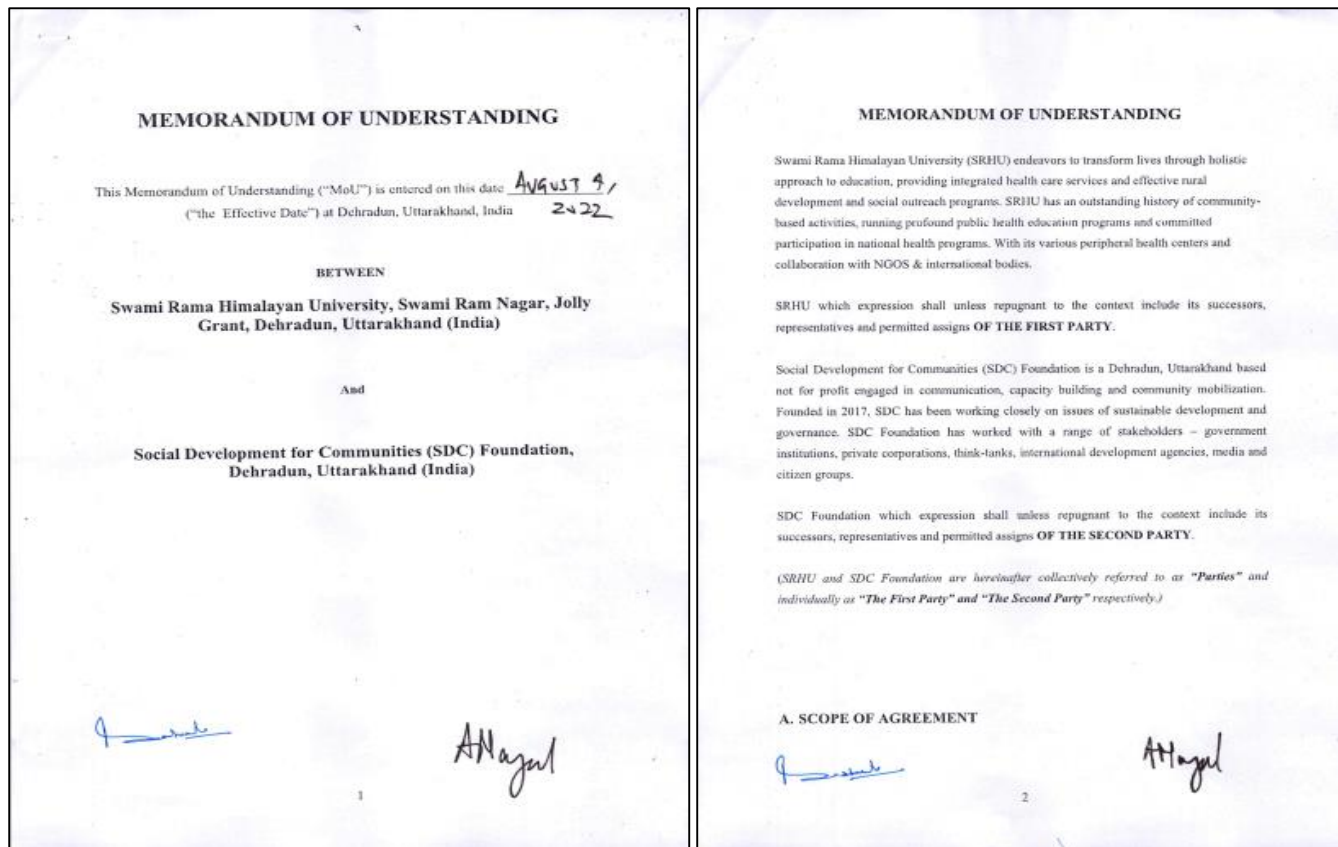 MEMORANDUM OF UNDERSTANDING
This Memorandum of Understanding ("MoU") is entered on this date AUGUST 4,
("the Effective Date") at Dehradun, Uttarakhand, India 2022
BETWEEN
Swami Rama Himalayan University, Swami Ram Nagar, Jolly
Grant, Dehradun, Uttarakhand (India)
And
Social Development for Communities (SDC) Foundation,
Dehradun, Uttarakhand (India)
1
MEMORANDUM OF UNDERSTANDING
Swami Rama Himalayan University (SRHU) endeavors to transform lives through holistic
approach to education, providing integrated health care services and effective rural
development and social outreach programs. SRHU has an outstanding history of community-
based activities, running profound public health education programs and committed
participation in national health programs. With its various peripheral health centers and
collaboration with NGOS & international bodies.
SRHU which expression shall unless repugnant to the context include its successors,
representatives and permitted assigns OF THE FIRST PARTY.
Social Development for Communities (SDC) Foundation is a Dehradun, Uttarakhand based
not for profit engaged in communication, capacity building and community mobilization.
Founded in 2017, SDC has been working closely on issues of sustainable development and
governance. SDC Foundation has worked with a range of stakeholders – government
institutions, private corporations, think-tanks, international development agencies, media and
citizen groups.
SDC Foundation which expression shall unless repugnant to the context include its
successors, representatives and permitted assigns OF THE SECOND PARTY.
(SRHU and SDC Foundation are hereinafter collectively referred to as "Parties" and
individually as "The First Party" and "The Second Party" respectively.)
A. SCOPE OF AGREEMENT
2